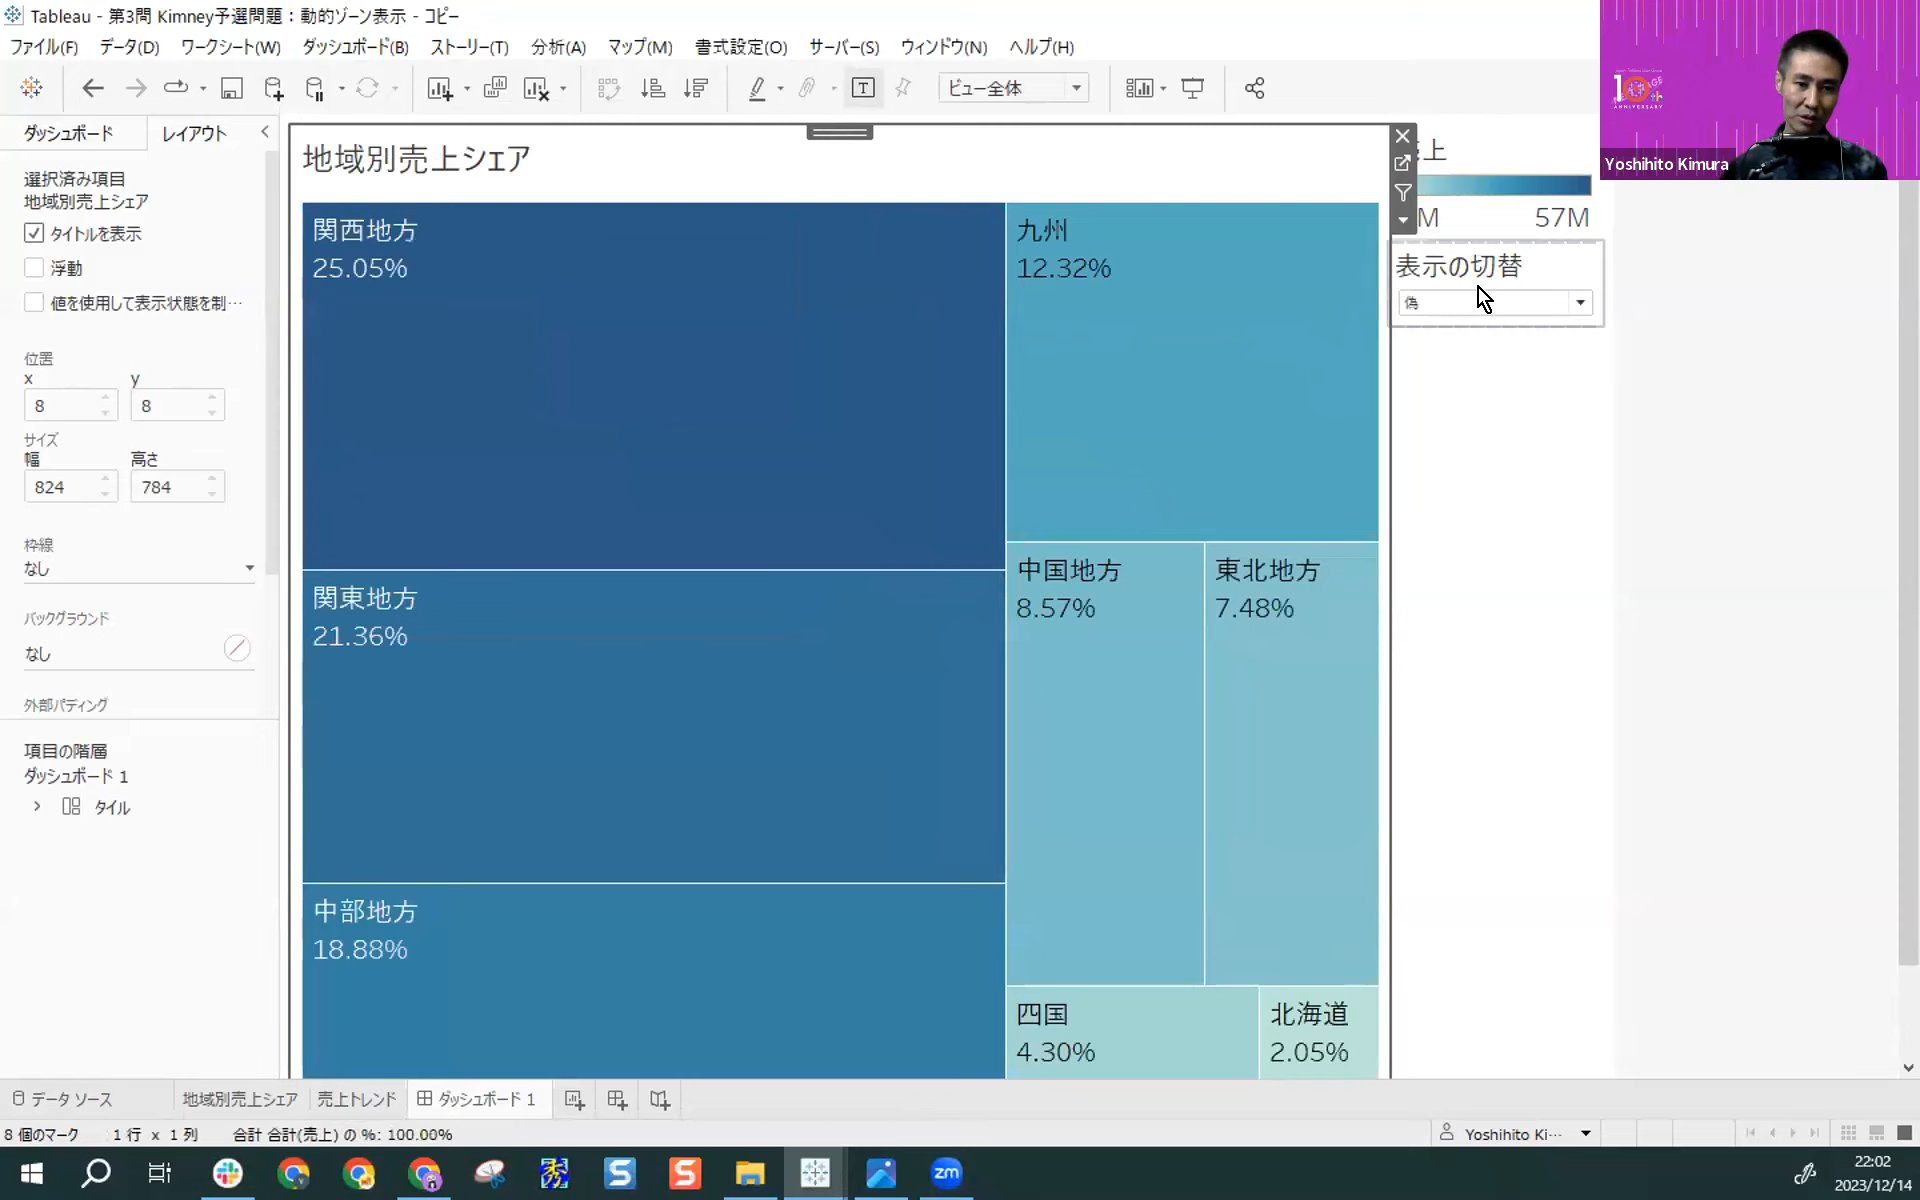 Tableau - 第3問 Kimney予選問題：動的ゾーン表示 - コピー
ファイル(F) データ(D) ワークシート(W) ダッシュボード(B) ストーリー(T) 分析(A) マップ(M) 書式設定(O) サーバー(S) ウィンドウ(N) ヘルプ(H)
ビュー全体
ダッシュボード レイアウト
選択済み項目
地域別売上シェア
タイトルを表示
浮動
値を使用して表示状態を制…
位置
x y
8 8
サイズ
幅 高さ
824 784
枠線
なし
バックグラウンド
なし
外部パディング
項目の階層
ダッシュボード 1
タイル
地域別売上シェア
関西地方
25.05%
関東地方
21.36%
中部地方
18.88%
九州
12.32%
中国地方
8.57%
東北地方
7.48%
四国
4.30%
北海道
2.05%
上
M 57M
表示の切替
偽
10
ANNIVERSARY
Yoshihito Kimura
データ ソース 地域別売上シェア 売上トレンド ダッシュボード 1
8 個のマーク 1 行 x 1 列 合計 合計(売上) の %: 100.00%
Yoshihito Ki…
秀 S S zm
22:02
2023/12/14